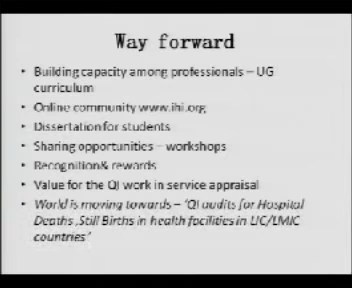 Way forward
• Building capacity among professionals – UG
curriculum
• Online community www.ihi.org
• Dissertation for students
• Sharing opportunities – workshops
• Recognition& rewards
• Value for the QI work in service appraisal
• World is moving towards – ‘QI audits for Hospital
Deaths ,Still Births in health facilities in LIC/LMIC
countries’